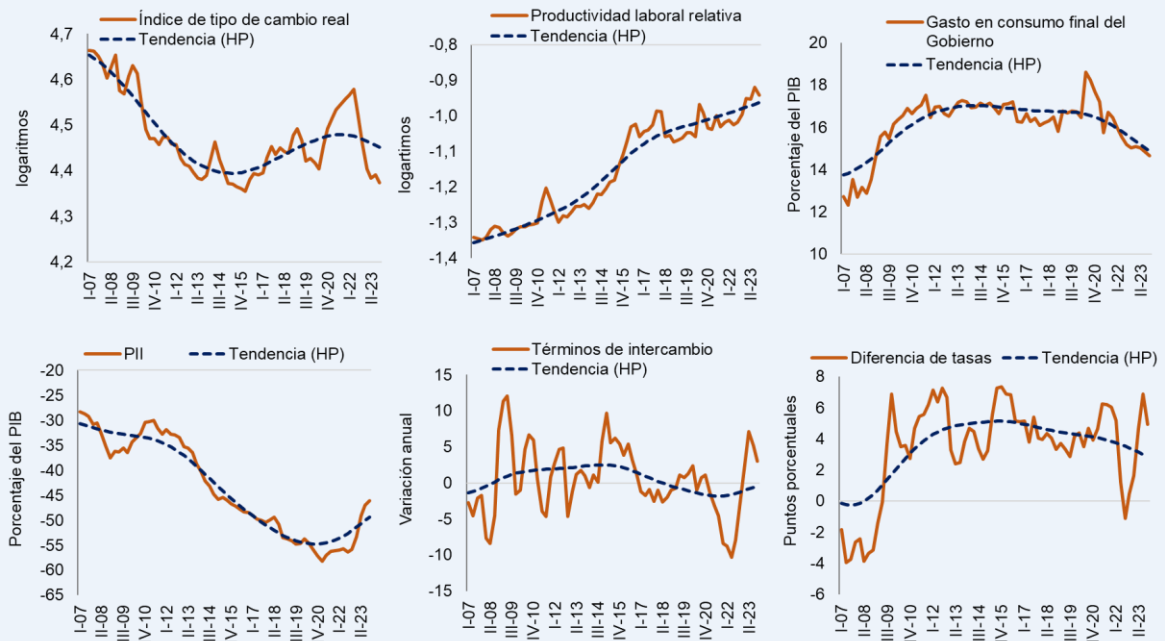 Índice de tipo de cambio real
Tendencia (HP)
logaritmos
4,7
4,6
4,5
4,4
4,3
4,2
I-07
II-08
III-09
IV-10
I-12
II-13
III-14
IV-15
I-17
II-18
III-19
IV-20
I-22
II-23
Productividad laboral relativa
Tendencia (HP)
logartimos
-0,8
-0,9
-1,0
-1,1
-1,2
-1,3
-1,4
I-07
II-08
III-09
IV-10
I-12
II-13
III-14
IV-15
I-17
II-18
III-19
IV-20
I-22
II-23
Gasto en consumo final del
Gobierno
Tendencia (HP)
Porcentaje del PIB
20
18
16
14
12
10
I-07
II-08
III-09
IV-10
I-12
II-13
III-14
IV-15
I-17
II-18
III-19
IV-20
I-22
II-23
PII
Tendencia (HP)
Porcentaje del PIB
-20
-25
-30
-35
-40
-45
-50
-55
-60
-65
I-07
II-08
III-09
IV-10
I-12
II-13
III-14
IV-15
I-17
II-18
III-19
IV-20
I-22
II-23
Términos de intercambio
Tendencia (HP)
Variación anual
15
10
5
0
-5
-10
-15
I-07
II-08
III-09
IV-10
I-12
II-13
III-14
IV-15
I-17
II-18
III-19
IV-20
I-22
II-23
Diferencia de tasas
Tendencia (HP)
Puntos porcentuales
8
6
4
2
0
-2
-4
-6
I-07
II-08
III-09
IV-10
I-12
II-13
III-14
IV-15
I-17
II-18
III-19
IV-20
I-22
II-23